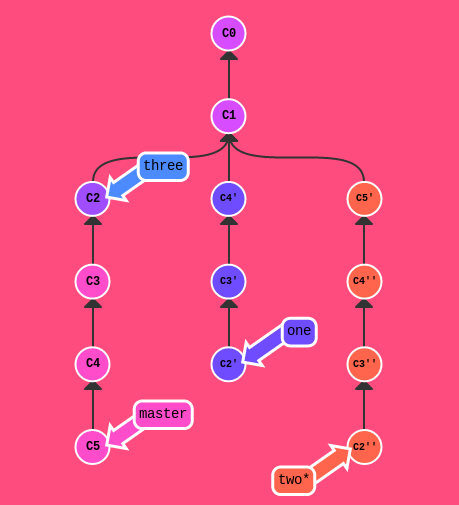 C0
C1
three
C2
C4'
C5'
C3
C3'
C4''
one
C4
C2'
C3''
master
C5
C2''
two*